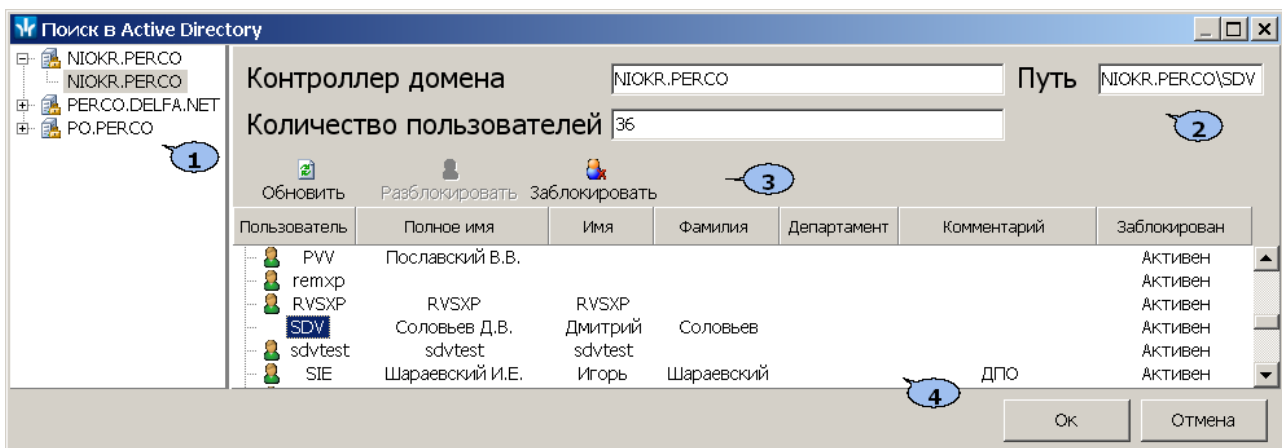 Поиск в Active Directory
NIOKR.PERCO
NIOKR.PERCO
PERCO.DELFA.NET
PO.PERCO
1
Контроллер домена NIOKR.PERCO Путь NIOKR.PERCO\SDV
Количество пользователей 36
2
Обновить Разблокировать Заблокировать
3
Пользователь Полное имя Имя Фамилия Департамент Комментарий Заблокирован
PVV Пославский В.В. Активен
remxp Активен
RVSXP RVSXP RVSXP Активен
SDV Соловьев Д.В. Дмитрий Соловьев Активен
sdvtest sdvtest sdvtest Активен
SIE Шараевский И.Е. Игорь Шараевский ДПО Активен
4
Ок Отмена